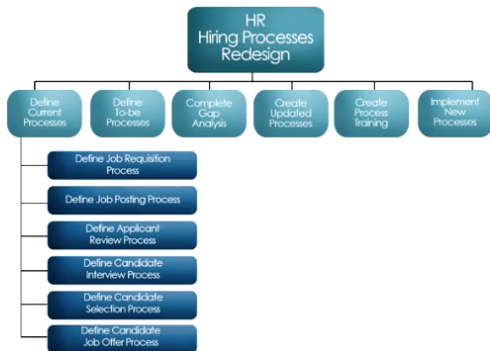 HR
Hiring Processes
Redesign
Define
Current
Processes
Define
To-be
Processes
Complete
Gap
Analysis
Create
Updated
Processes
Create
Process
Training
Implement
New
Processes
Define Job Requisition
Process
Define Job Posting Process
Define Applicant
Review Process
Define Candidate
Interview Process
Define Candidate
Selection Process
Define Candidate
Job Offer Process